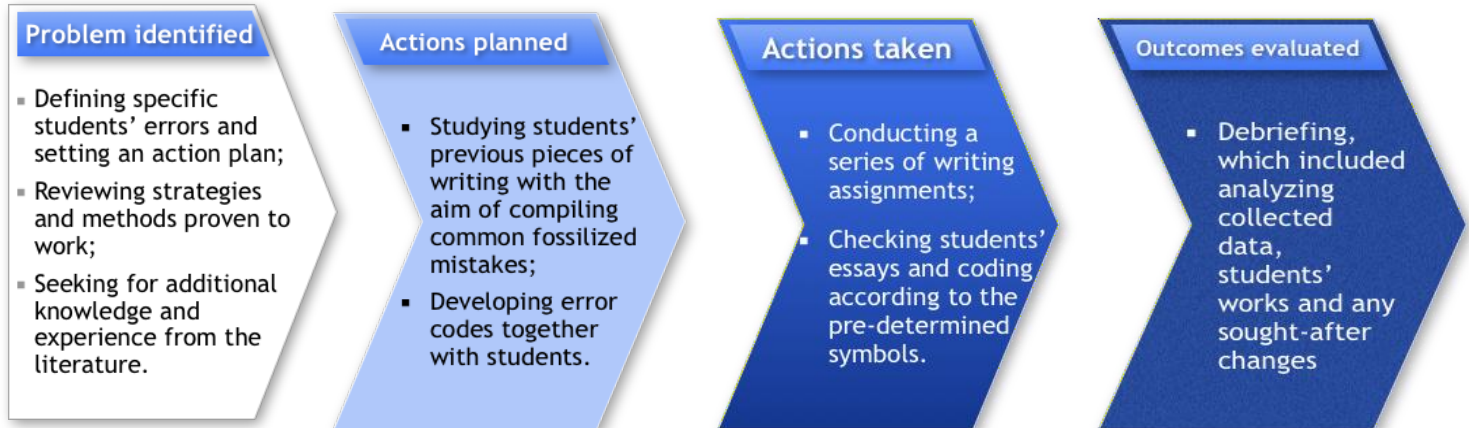 Problem identified
▪ Defining specific
students’ errors and
setting an action plan;
▪ Reviewing strategies
and methods proven to
work;
▪ Seeking for additional
knowledge and
experience from the
literature.
Actions planned
▪ Studying students’
previous pieces of
writing with the
aim of compiling
common fossilized
mistakes;
▪ Developing error
codes together
with students.
Actions taken
▪ Conducting a
series of writing
assignments;
▪ Checking students’
essays and coding
according to the
pre-determined
symbols.
Outcomes evaluated
▪ Debriefing,
which included
analyzing
collected
data,
students’
works and any
sought-after
changes